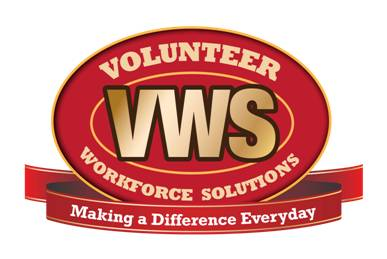 VOLUNTEER
VWS
WORKFORCE SOLUTIONS
Making a Difference Everyday